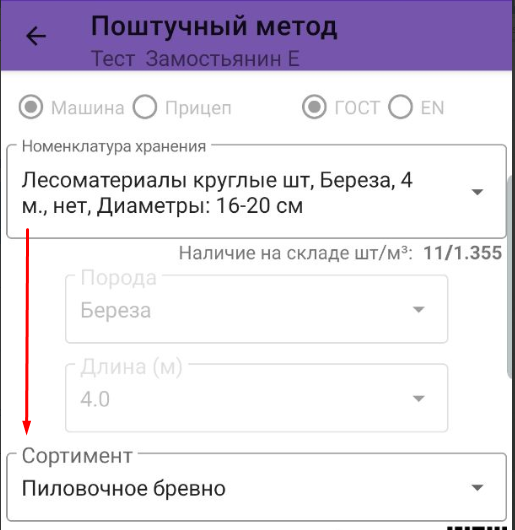 Поштучный метод
Тест Замостьянин Е
Машина Прицеп ГОСТ EN
Номенклатура хранения
Лесоматериалы круглые шт, Береза, 4
м., нет, Диаметры: 16-20 см
Наличие на складе шт/м³: 11/1.355
Порода
Береза
Длина (м)
4.0
Сортимент
Пиловочное бревно